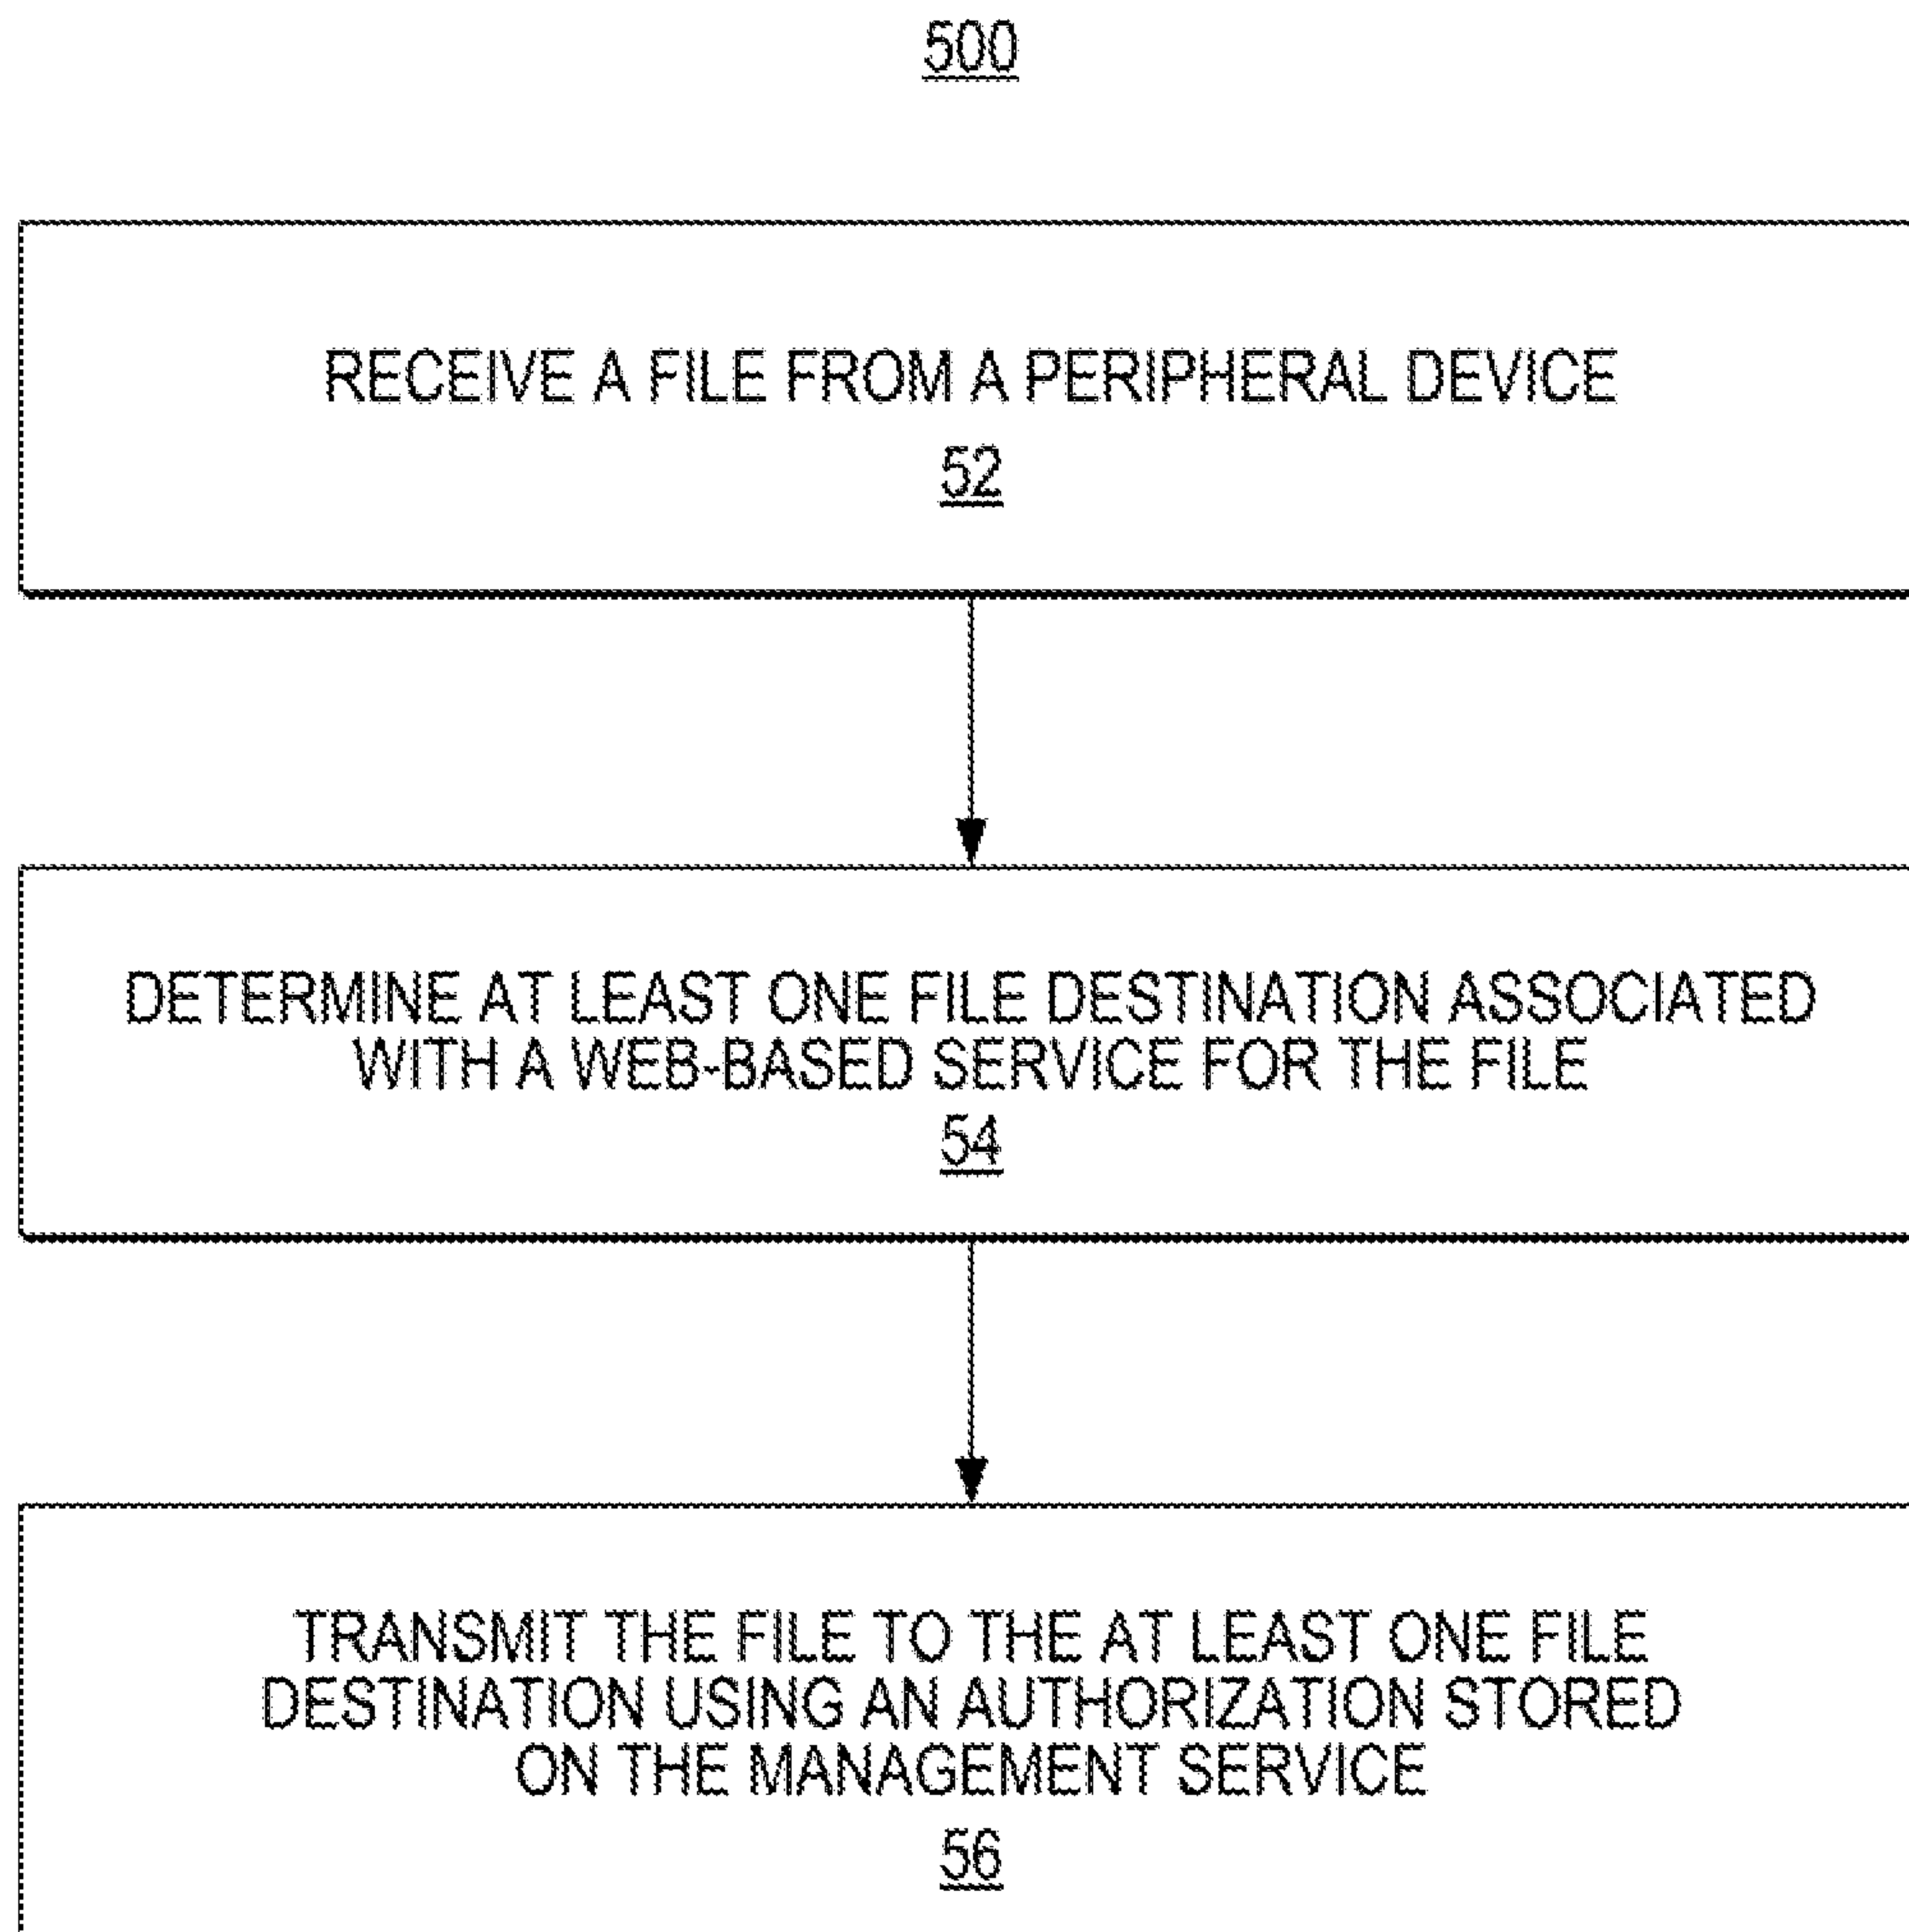 500
RECEIVE A FILE FROM A PERIPHERAL DEVICE
52
DETERMINE AT LEAST ONE FILE DESTINATION ASSOCIATED
WITH A WEB-BASED SERVICE FOR THE FILE
54
TRANSMIT THE FILE TO THE AT LEAST ONE FILE
DESTINATION USING AN AUTHORIZATION STORED
ON THE MANAGEMENT SERVICE
56